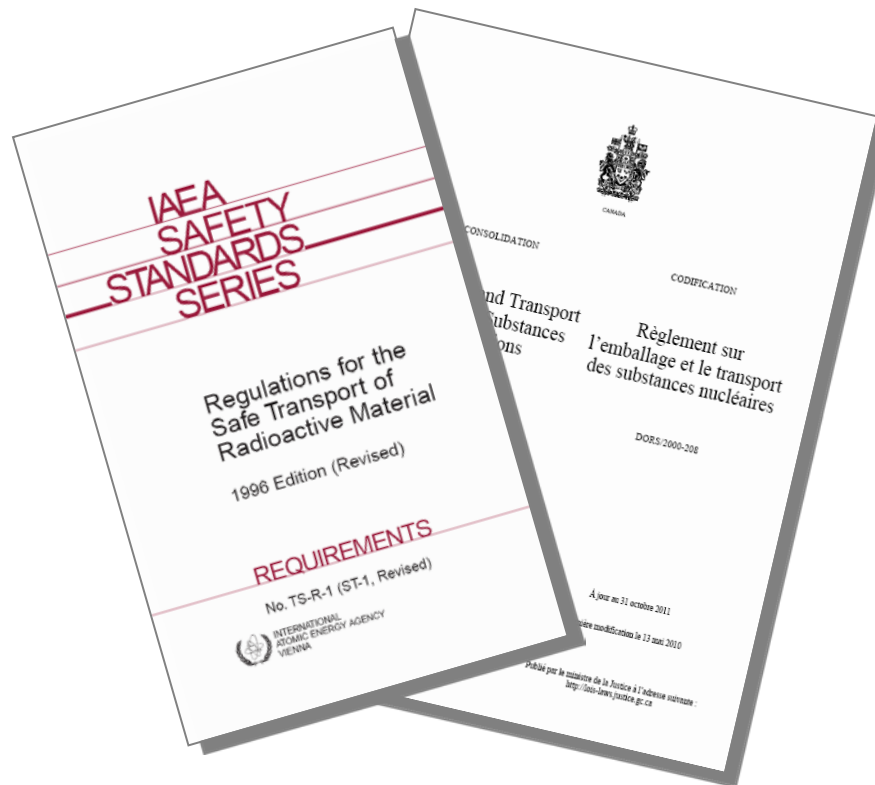 IAEA
SAFETY
STANDARDS
SERIES
Regulations for the
Safe Transport of
Radioactive Material
1996 Edition (Revised)
REQUIREMENTS
No. TS-R-1 (ST-1, Revised)
INTERNATIONAL
ATOMIC ENERGY AGENCY
VIENNA
CANADA
CONSOLIDATION
CODIFICATION
and Transport
Substances
Règlement sur
l'emballage et le transport
des substances nucléaires
DORS/2000-208
À jour au 31 octobre 2011
modification le 13 mai 2010
Publié par le ministre de la Justice à l'adresse suivante :
http://lois-laws.justice.gc.ca